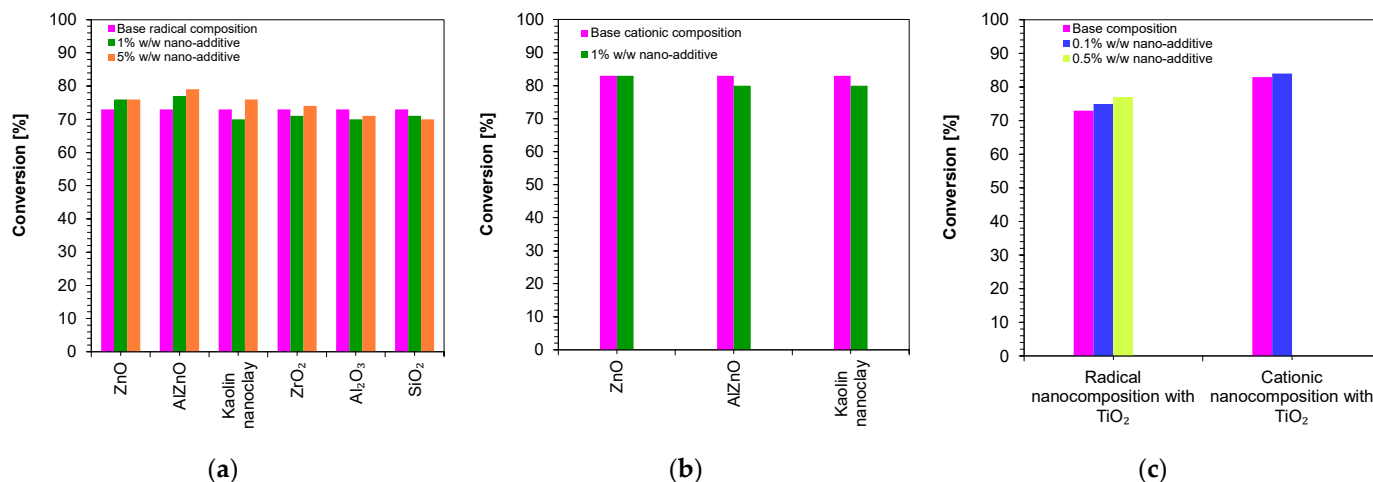 100
90
80
70
60
50
40
30
20
10
0
Conversion [%]
Base radical composition
1% w/w nano-additive
5% w/w nano-additive
ZnO
AlZnO
Kaolin
nanoclay
ZrO₂
Al₂O₃
SiO₂
(a)
100
90
80
70
60
50
40
30
20
10
0
Conversion [%]
Base cationic composition
1% w/w nano-additive
ZnO
AlZnO
Kaolin
nanoclay
(b)
100
90
80
70
60
50
40
30
20
10
0
Conversion [%]
Base composition
0.1% w/w nano-additive
0.5% w/w nano-additive
Radical
nanocomposition with
TiO₂
Cationic
nanocomposition with
TiO₂
(c)